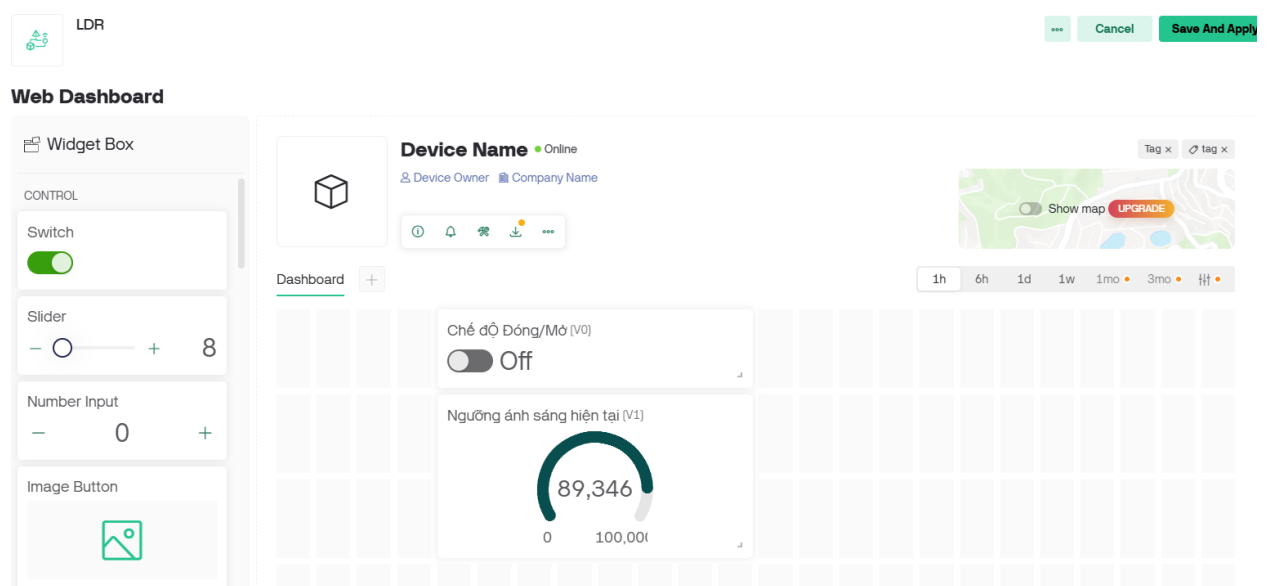 LDR
Cancel
Save And Apply
Web Dashboard
Widget Box
CONTROL
Switch
Slider
8
Number Input
0
Image Button
Device Name
Online
Device Owner
Company Name
Tag ×
tag ×
Show map
UPGRADE
Dashboard
1h 6h 1d 1w 1mo 3mo
Chế độ Đóng/Mở (V0)
Off
Ngưỡng ánh sáng hiện tại (V1)
89,346
0 100,000